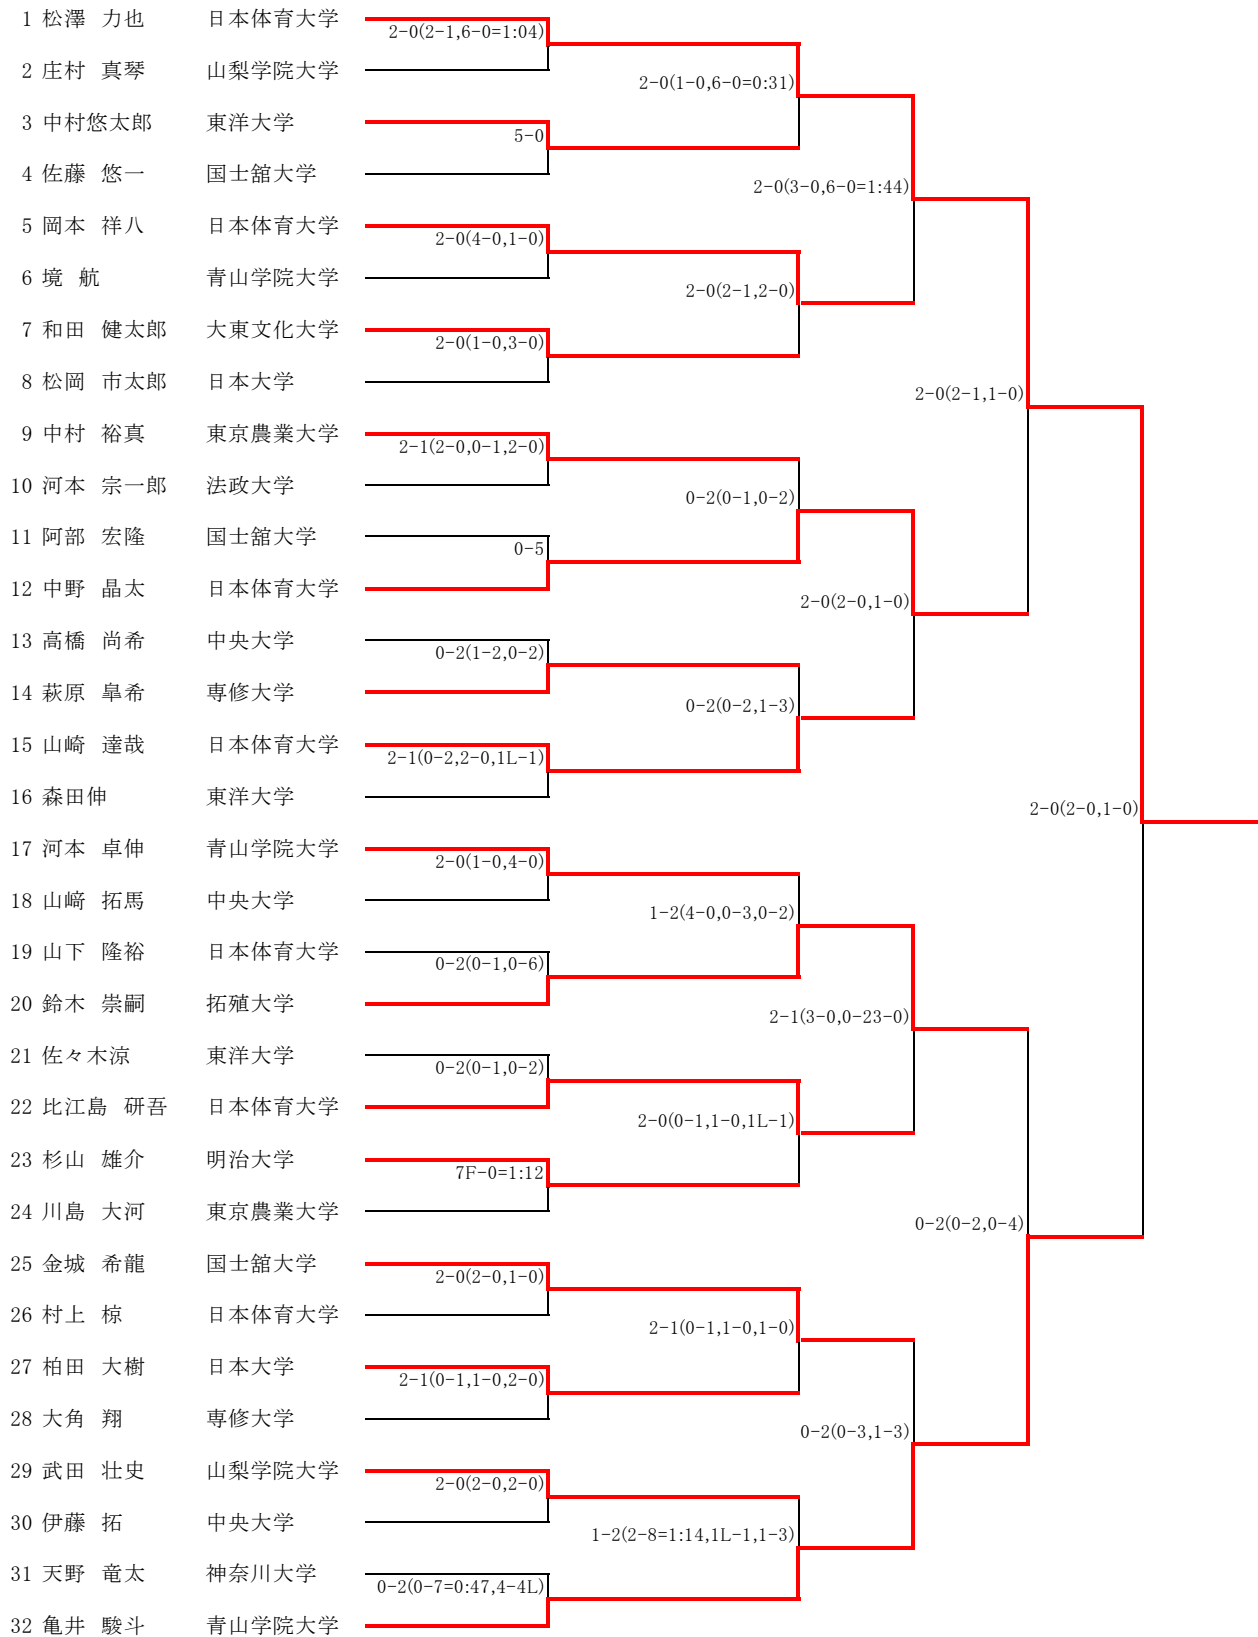 1 松澤 力也 日本体育大学
2-0(2-1,6-0=1:04)
2 庄村 真琴 山梨学院大学
2-0(1-0,6-0=0:31)
3 中村悠太郎 東洋大学
5-0
4 佐藤 悠一 国士舘大学
2-0(3-0,6-0=1:44)
5 岡本 祥八 日本体育大学
2-0(4-0,1-0)
6 境 航 青山学院大学
2-0(2-1,2-0)
7 和田 健太郎 大東文化大学
2-0(1-0,3-0)
8 松岡 市太郎 日本大学
2-0(2-1,1-0)
9 中村 裕真 東京農業大学
2-1(2-0,0-1,2-0)
10 河本 宗一郎 法政大学
0-2(0-1,0-2)
11 阿部 宏隆 国士舘大学
0-5
12 中野 晶太 日本体育大学
2-0(2-0,1-0)
13 高橋 尚希 中央大学
0-2(1-2,0-2)
14 萩原 皐希 専修大学
0-2(0-2,1-3)
15 山崎 達哉 日本体育大学
2-1(0-2,2-0,1L-1)
16 森田伸 東洋大学
2-0(2-0,1-0)
17 河本 卓伸 青山学院大学
2-0(1-0,4-0)
18 山﨑 拓馬 中央大学
1-2(4-0,0-3,0-2)
19 山下 隆裕 日本体育大学
0-2(0-1,0-6)
20 鈴木 崇嗣 拓殖大学
2-1(3-0,0-23-0)
21 佐々木涼 東洋大学
0-2(0-1,0-2)
22 比江島 研吾 日本体育大学
2-0(0-1,1-0,1L-1)
23 杉山 雄介 明治大学
7F-0=1:12
24 川島 大河 東京農業大学
0-2(0-2,0-4)
25 金城 希龍 国士舘大学
2-0(2-0,1-0)
26 村上 椋 日本体育大学
2-1(0-1,1-0,1-0)
27 柏田 大樹 日本大学
2-1(0-1,1-0,2-0)
28 大角 翔 専修大学
0-2(0-3,1-3)
29 武田 壮史 山梨学院大学
2-0(2-0,2-0)
30 伊藤 拓 中央大学
1-2(2-8=1:14,1L-1,1-3)
31 天野 竜太 神奈川大学
0-2(0-7=0:47,4-4L)
32 亀井 駿斗 青山学院大学